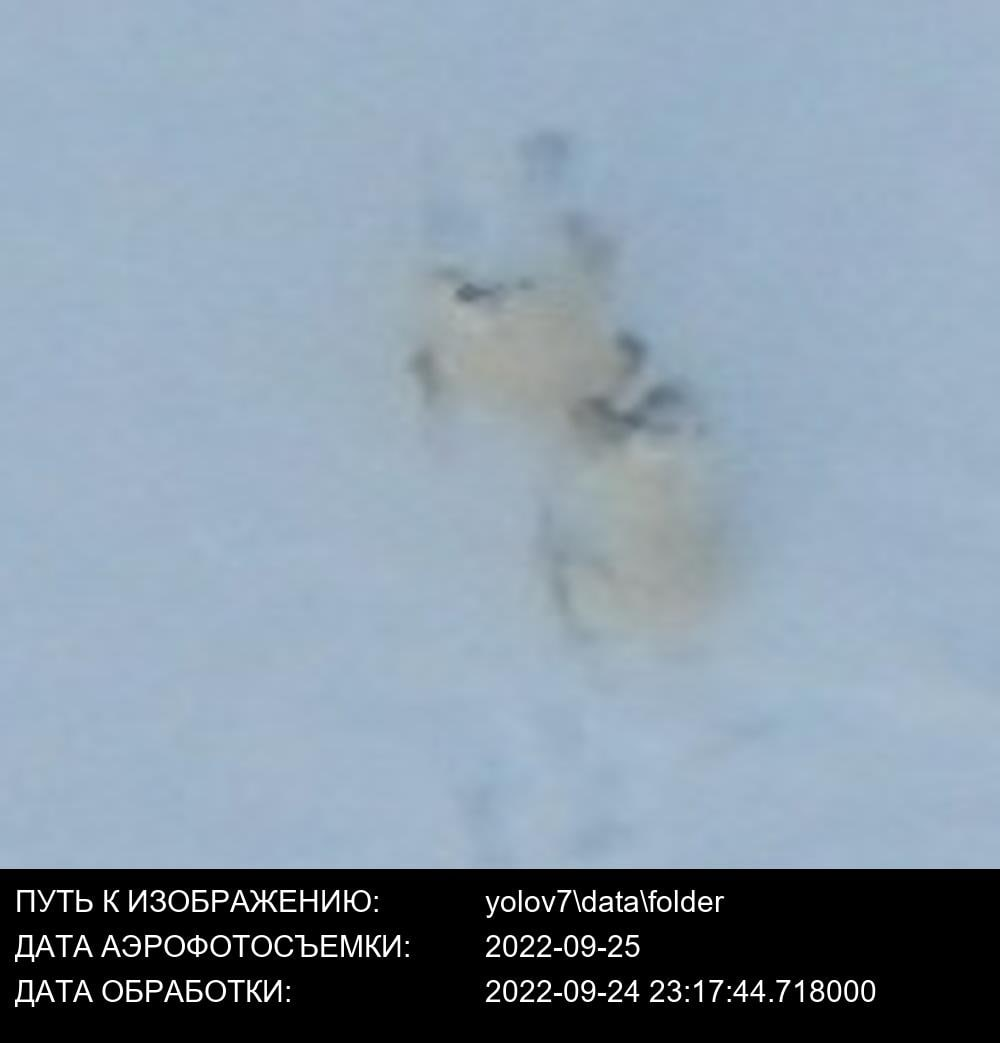 ПУТЬ К ИЗОБРАЖЕНИЮ: yolov7\data\folder
ДАТА АЭРОФОТОСЪЕМКИ: 2022-09-25
ДАТА ОБРАБОТКИ: 2022-09-24 23:17:44.718000